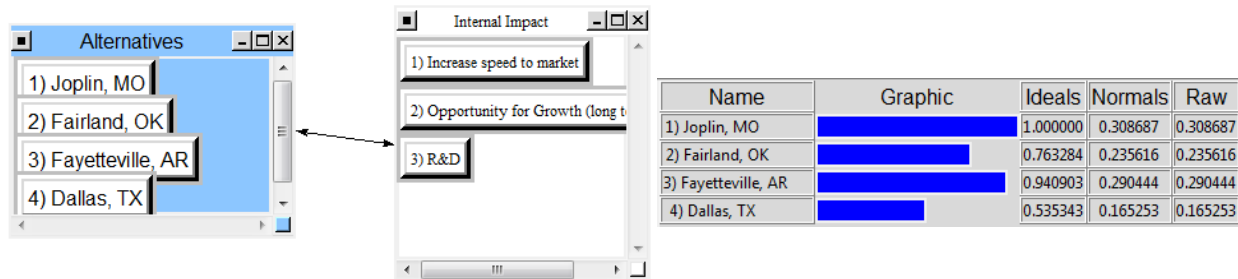 Alternatives
1) Joplin, MO
2) Fairland, OK
3) Fayetteville, AR
4) Dallas, TX
Internal Impact
1) Increase speed to market
2) Opportunity for Growth (long t
3) R&D
Name Graphic Ideals Normals Raw
1) Joplin, MO 1.000000 0.308687 0.308687
2) Fairland, OK 0.763284 0.235616 0.235616
3) Fayetteville, AR 0.940903 0.290444 0.290444
4) Dallas, TX 0.535343 0.165253 0.165253